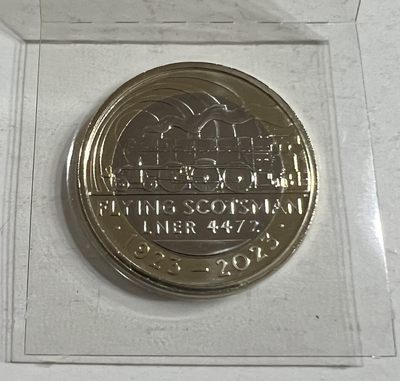 FLYING SCOTSMAN
LNER 4472
· 1923 — 2023 ·